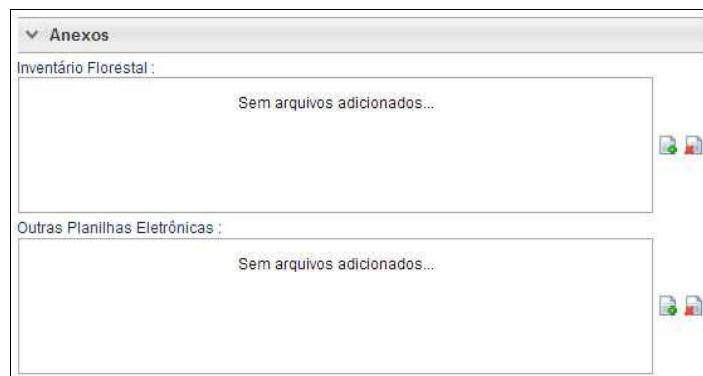 Anexos
Inventário Florestal :
Sem arquivos adicionados...
Outras Planilhas Eletrônicas :
Sem arquivos adicionados...